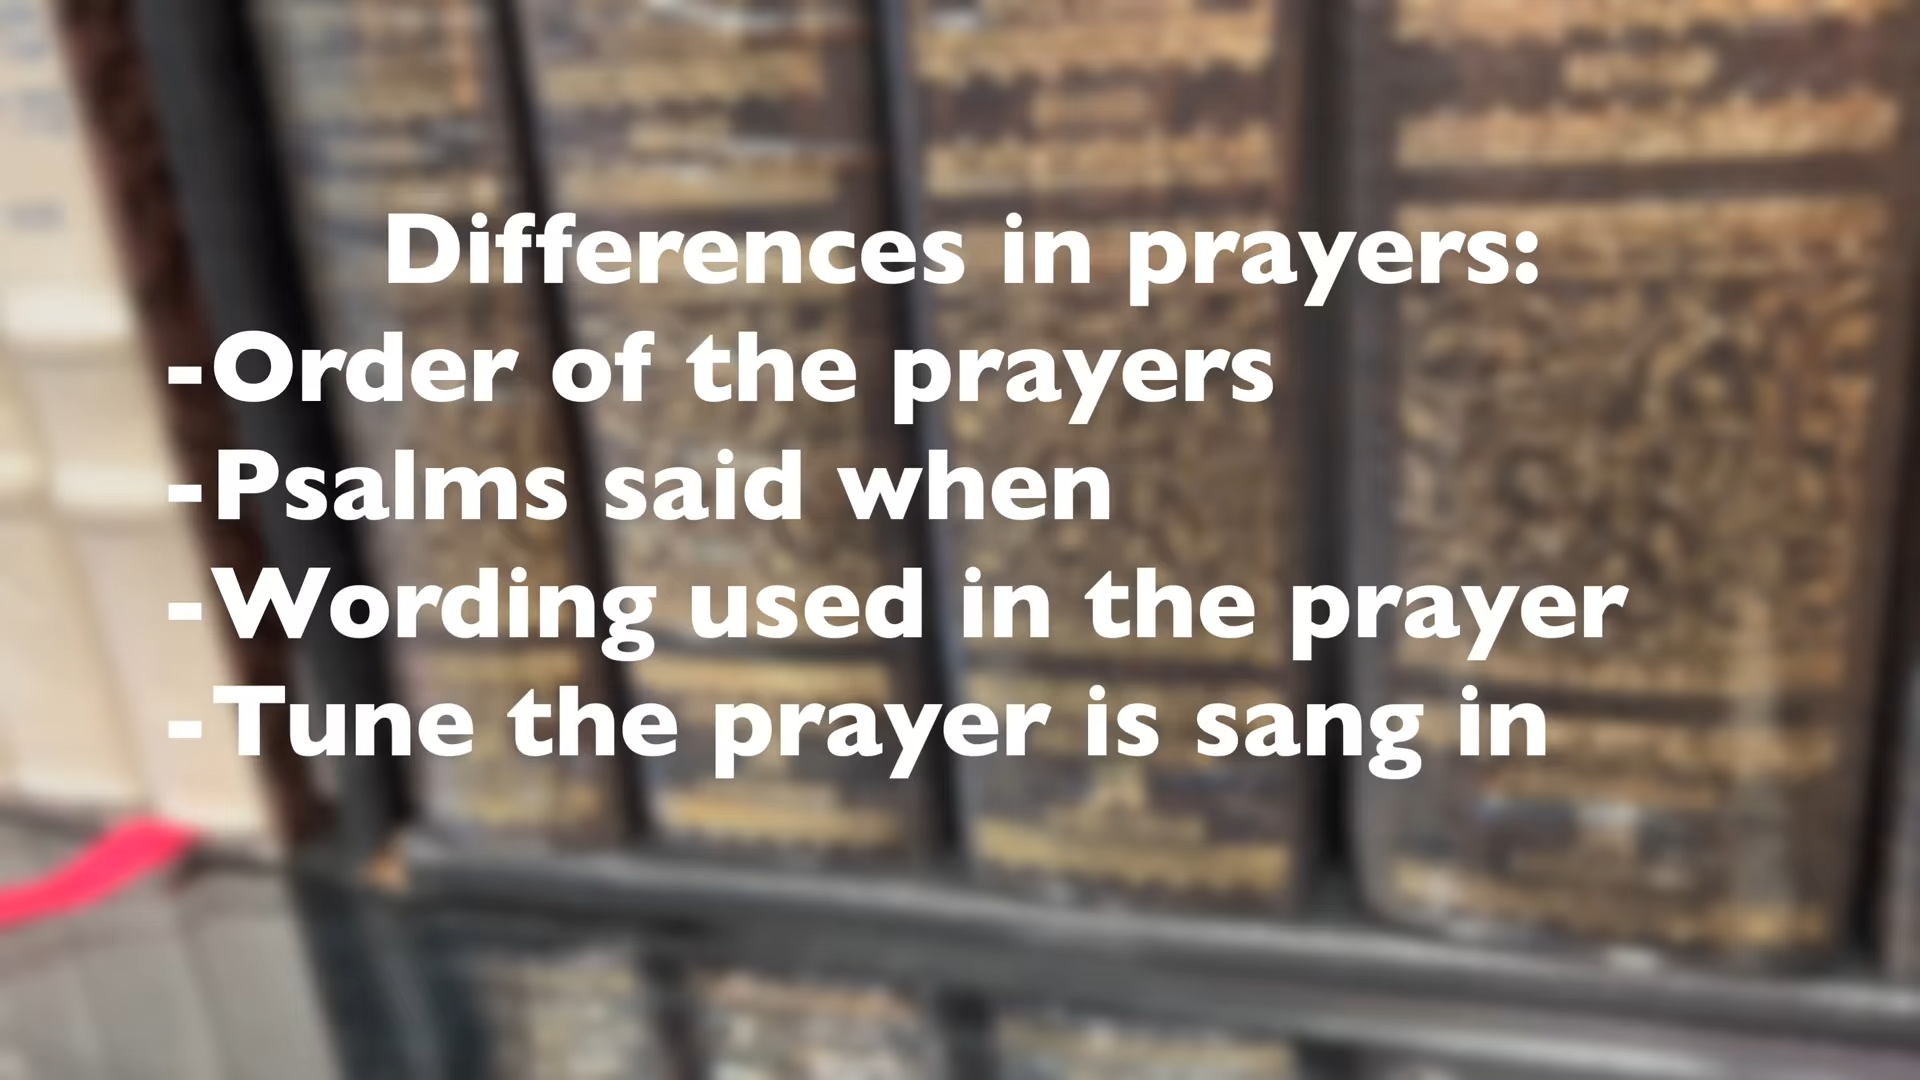 Differences in prayers:
-Order of the prayers
-Psalms said when
-Wording used in the prayer
-Tune the prayer is sang in